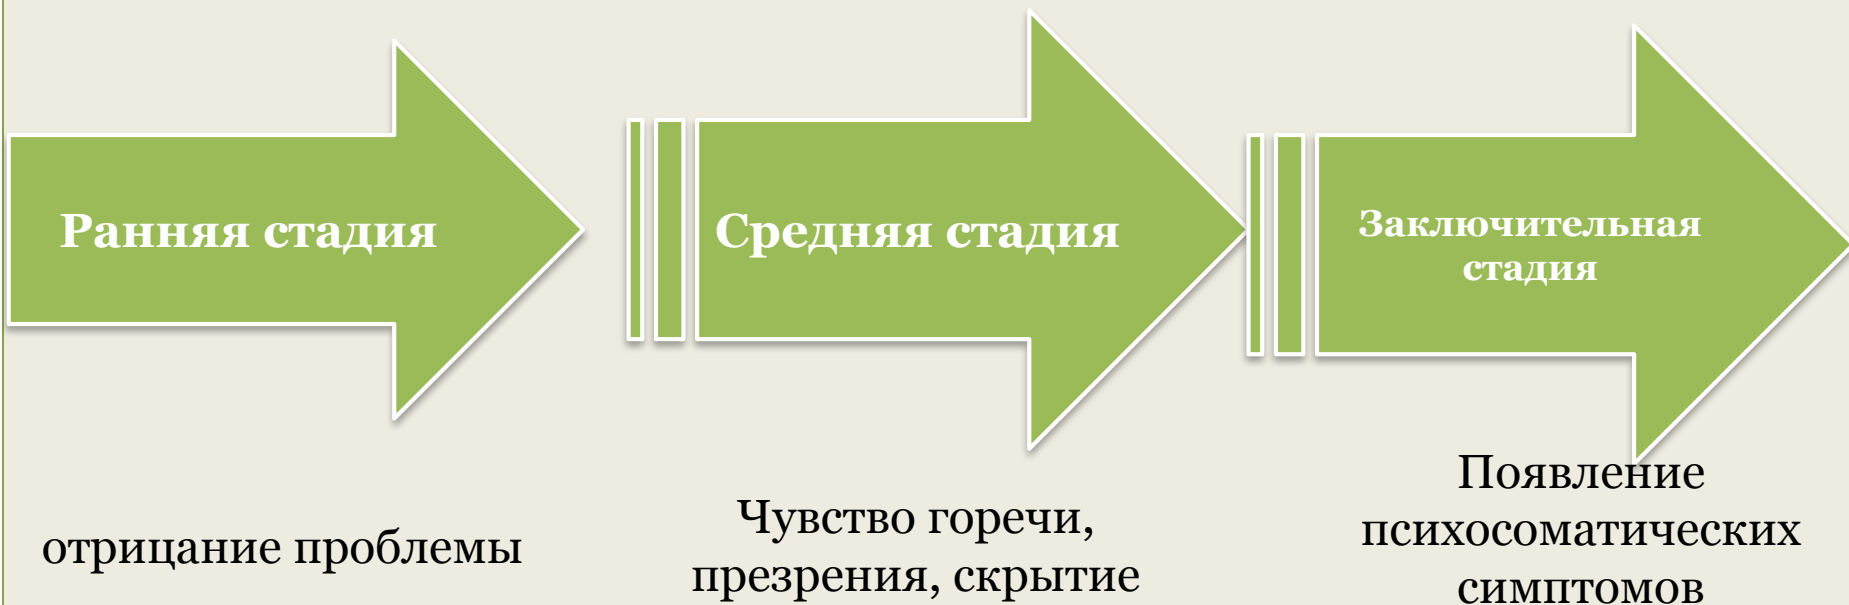 Ранняя стадия
Средняя стадия
Заключительная
стадия
отрицание проблемы
Чувство горечи,
презрения, скрытие
Появление
психосоматических
симптомов